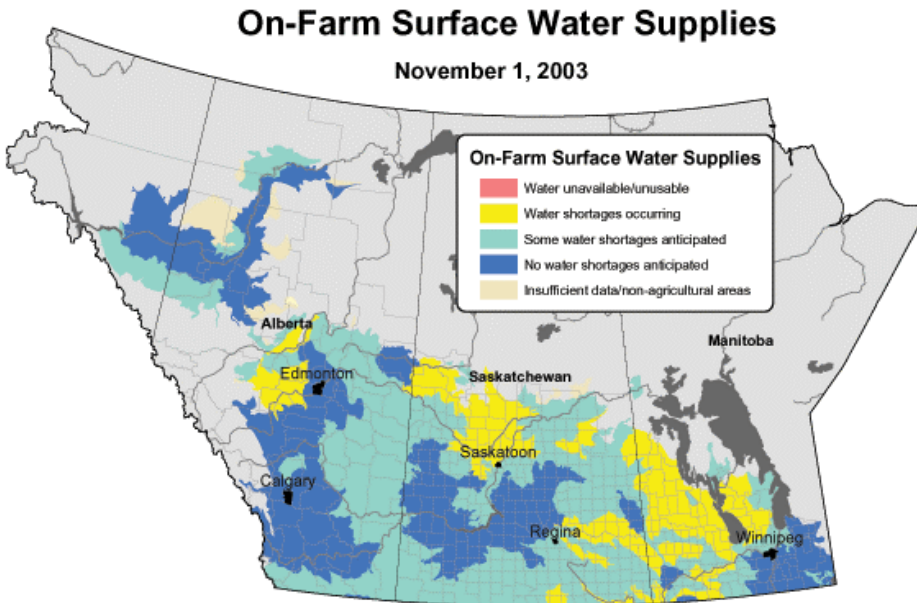 On-Farm Surface Water Supplies
November 1, 2003
On-Farm Surface Water Supplies
Water unavailable/unusable
Water shortages occurring
Some water shortages anticipated
No water shortages anticipated
Insufficient data/non-agricultural areas
Alberta
Manitoba
Edmonton
Saskatchewan
Saskatoon
Calgary
Regina
Winnipeg